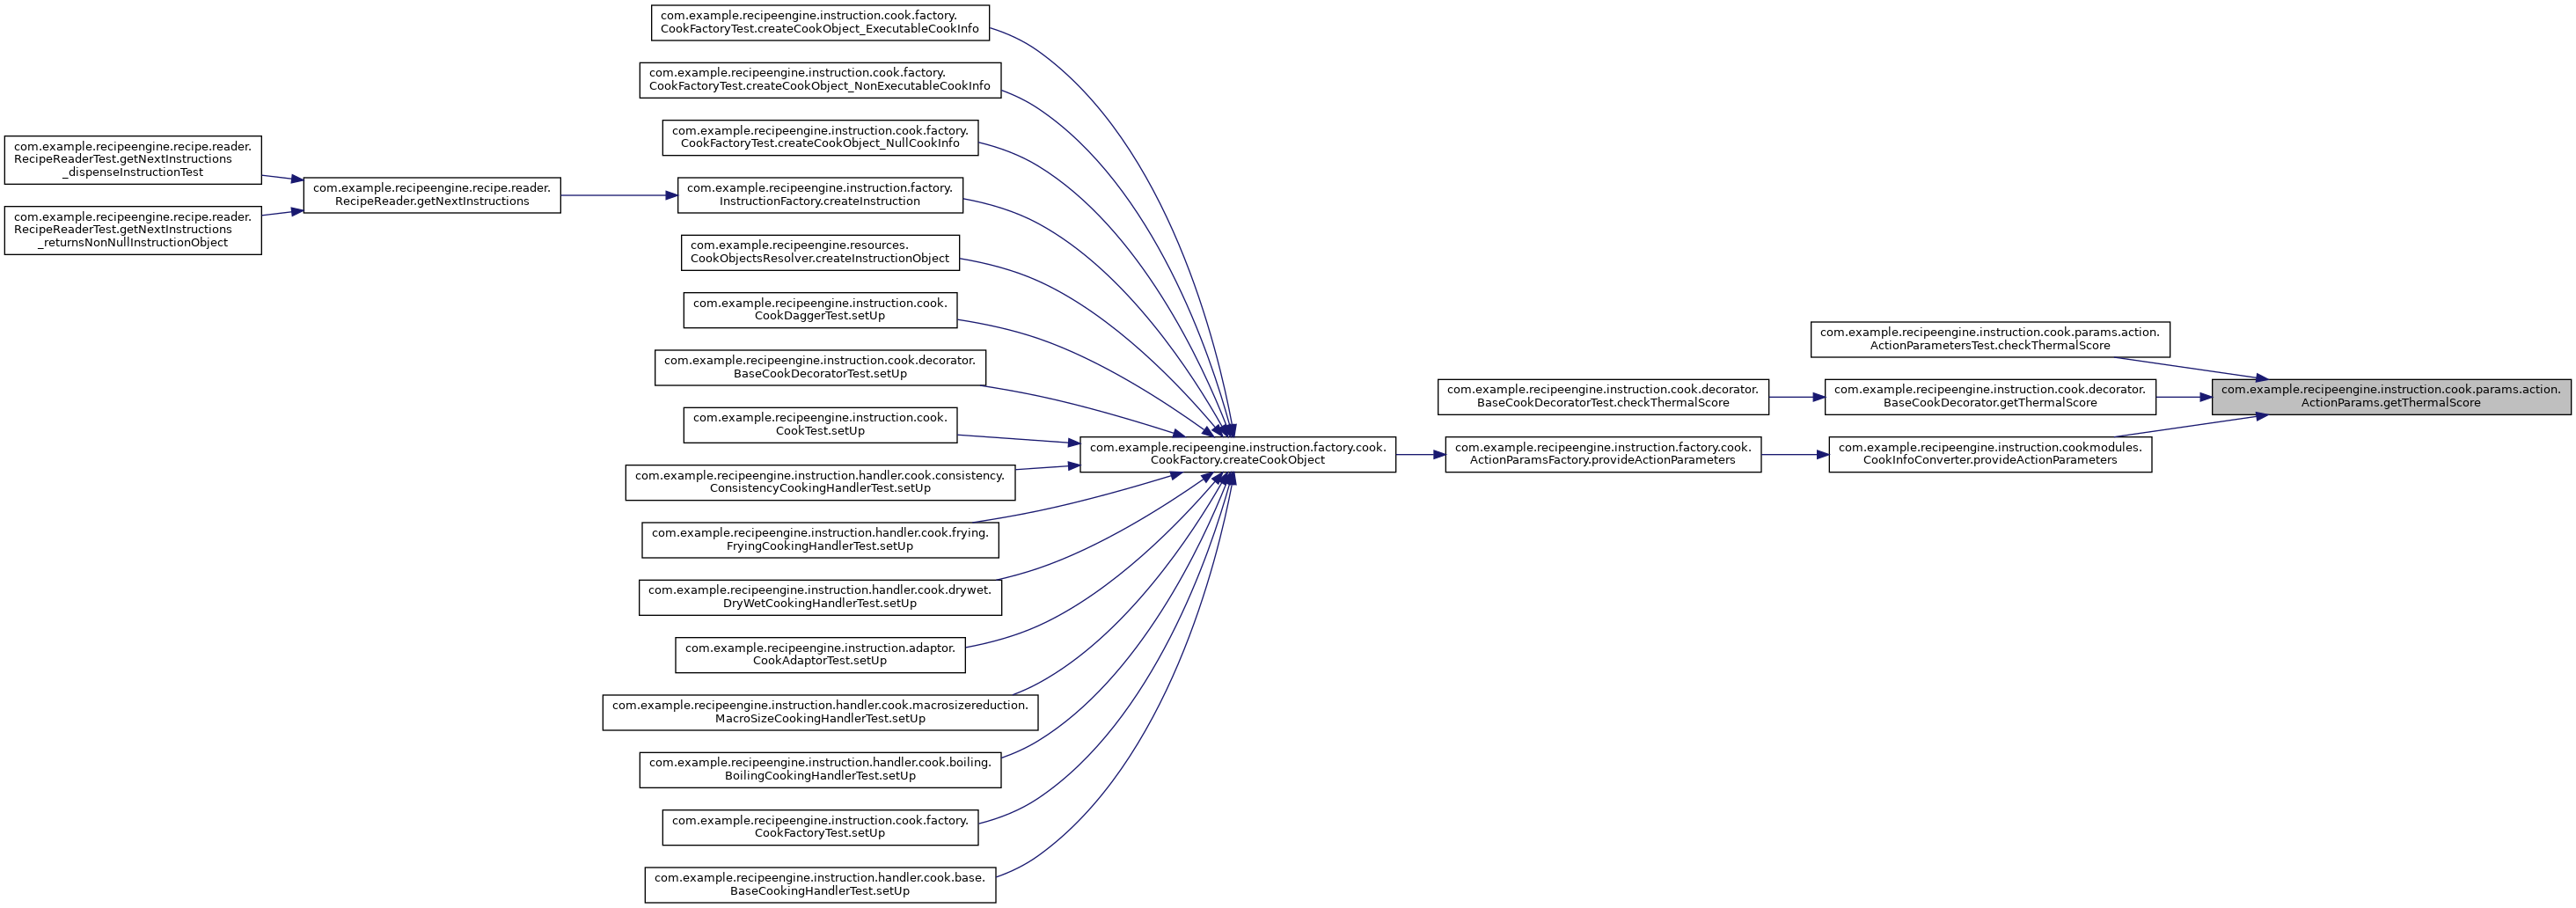 com.example.recipeengine.instruction.cook.factory.
CookFactoryTest.createCookObject_ExecutableCookInfo
com.example.recipeengine.instruction.cook.factory.
CookFactoryTest.createCookObject_NonExecutableCookInfo
com.example.recipeengine.instruction.cook.factory.
CookFactoryTest.createCookObject_NullCookInfo
com.example.recipeengine.recipe.reader.
RecipeReaderTest.getNextInstructions
_dispenseInstructionTest
com.example.recipeengine.recipe.reader.
RecipeReaderTest.getNextInstructions
_returnsNonNullInstructionObject
com.example.recipeengine.recipe.reader.
RecipeReader.getNextInstructions
com.example.recipeengine.instruction.factory.
InstructionFactory.createInstruction
com.example.recipeengine.resources.
CookObjectsResolver.createInstructionObject
com.example.recipeengine.instruction.cook.
CookDaggerTest.setUp
com.example.recipeengine.instruction.cook.decorator.
BaseCookDecoratorTest.setUp
com.example.recipeengine.instruction.cook.
CookTest.setUp
com.example.recipeengine.instruction.handler.cook.consistency.
ConsistencyCookingHandlerTest.setUp
com.example.recipeengine.instruction.handler.cook.frying.
FryingCookingHandlerTest.setUp
com.example.recipeengine.instruction.handler.cook.drywet.
DryWetCookingHandlerTest.setUp
com.example.recipeengine.instruction.adaptor.
CookAdaptorTest.setUp
com.example.recipeengine.instruction.handler.cook.macrosizereduction.
MacroSizeCookingHandlerTest.setUp
com.example.recipeengine.instruction.handler.cook.boiling.
BoilingCookingHandlerTest.setUp
com.example.recipeengine.instruction.cook.factory.
CookFactoryTest.setUp
com.example.recipeengine.instruction.handler.cook.base.
BaseCookingHandlerTest.setUp
com.example.recipeengine.instruction.factory.cook.
CookFactory.createCookObject
com.example.recipeengine.instruction.cook.decorator.
BaseCookDecoratorTest.checkThermalScore
com.example.recipeengine.instruction.factory.cook.
ActionParamsFactory.provideActionParameters
com.example.recipeengine.instruction.cook.params.action.
ActionParametersTest.checkThermalScore
com.example.recipeengine.instruction.cook.decorator.
BaseCookDecorator.getThermalScore
com.example.recipeengine.instruction.cookmodules.
CookInfoConverter.provideActionParameters
com.example.recipeengine.instruction.cook.params.action.
ActionParams.getThermalScore